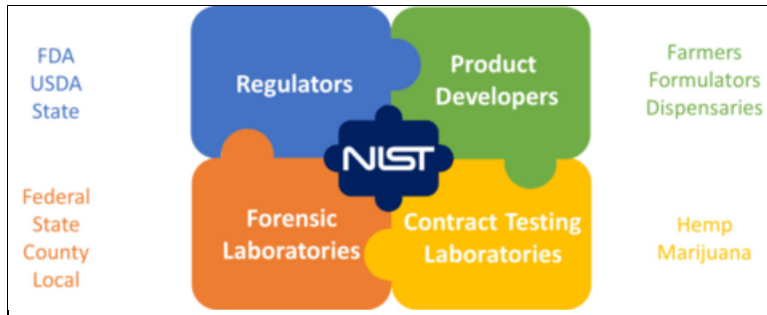 FDA
USDA
State
Regulators
Product
Developers
Farmers
Formulators
Dispensaries
NIST
Federal
State
County
Local
Forensic
Laboratories
Contract Testing
Laboratories
Hemp
Marijuana